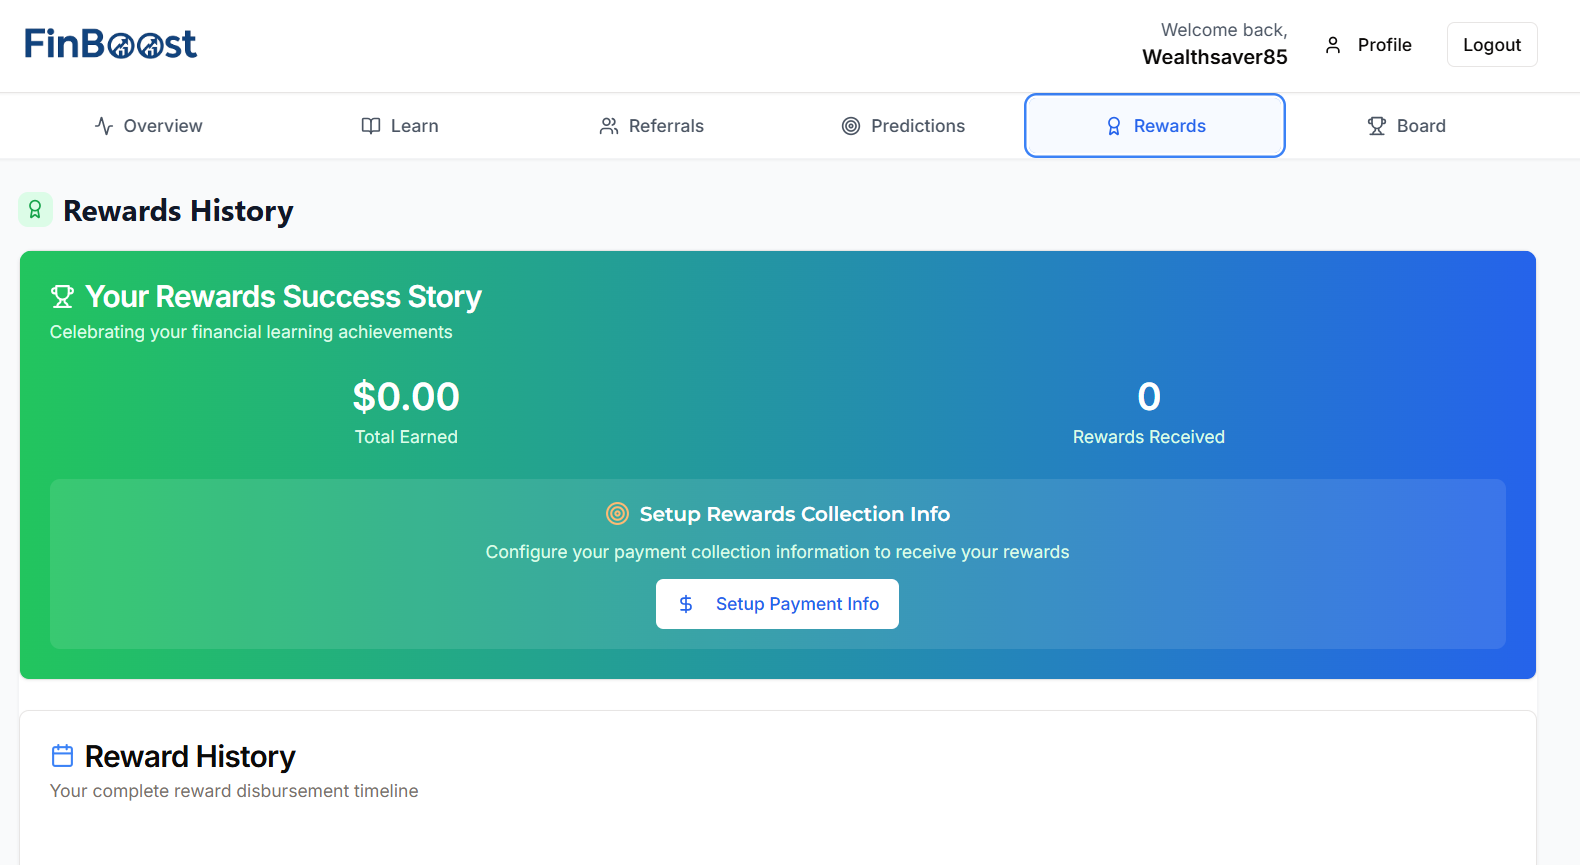 FinBoost
Welcome back,
Wealthsaver85
Profile
Logout
Overview
Learn
Referrals
Predictions
Rewards
Board
Rewards History
Your Rewards Success Story
Celebrating your financial learning achievements
$0.00
Total Earned
0
Rewards Received
Setup Rewards Collection Info
Configure your payment collection information to receive your rewards
$ Setup Payment Info
Reward History
Your complete reward disbursement timeline